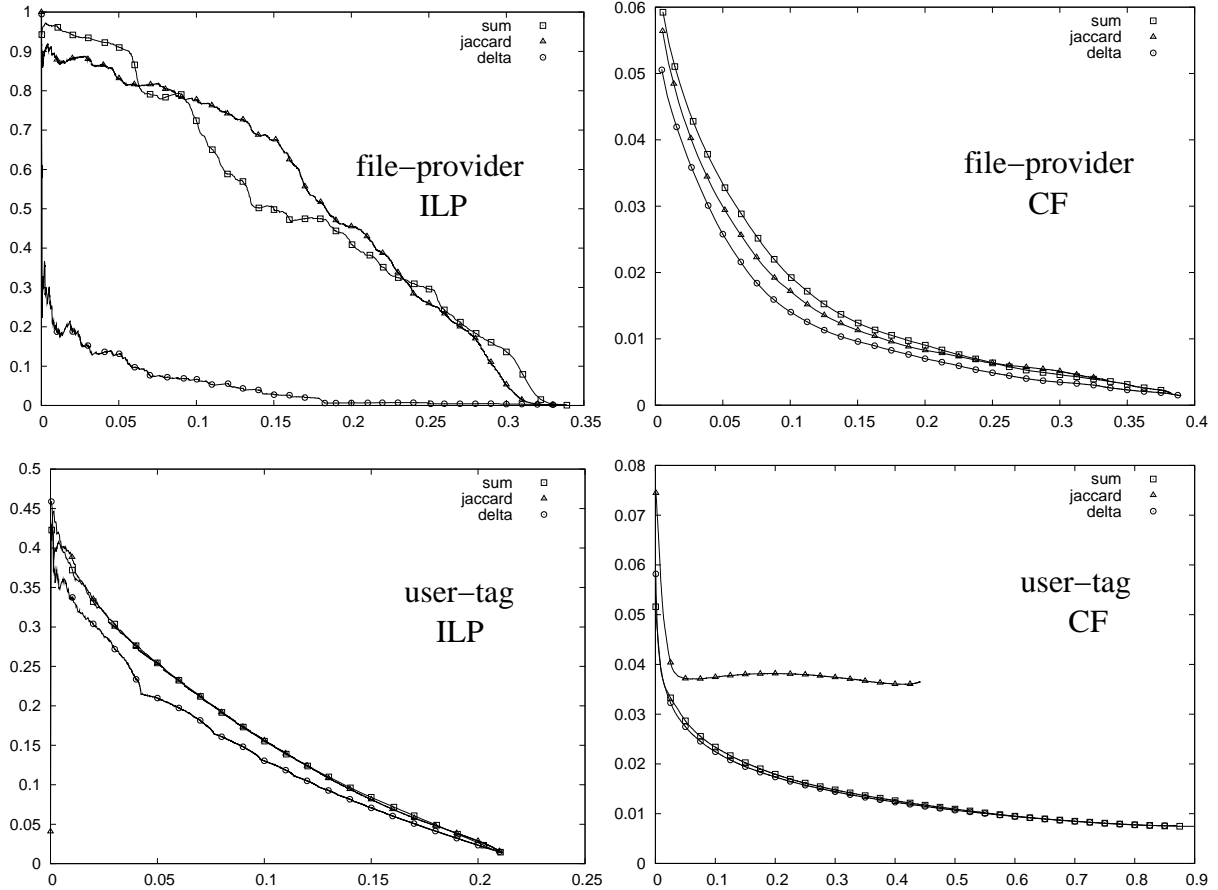 1
0.9
0.8
0.7
0.6
0.5
0.4
0.3
0.2
0.1
0
0 0.05 0.1 0.15 0.2 0.25 0.3 0.35
sum
jaccard
delta
file−provider
ILP
0.06
0.05
0.04
0.03
0.02
0.01
0
0 0.05 0.1 0.15 0.2 0.25 0.3 0.35 0.4
sum
jaccard
delta
file−provider
CF
0.5
0.45
0.4
0.35
0.3
0.25
0.2
0.15
0.1
0.05
0
0 0.05 0.1 0.15 0.2 0.25
sum
jaccard
delta
user−tag
ILP
0.08
0.07
0.06
0.05
0.04
0.03
0.02
0.01
0
0 0.1 0.2 0.3 0.4 0.5 0.6 0.7 0.8 0.9
sum
jaccard
delta
user−tag
CF